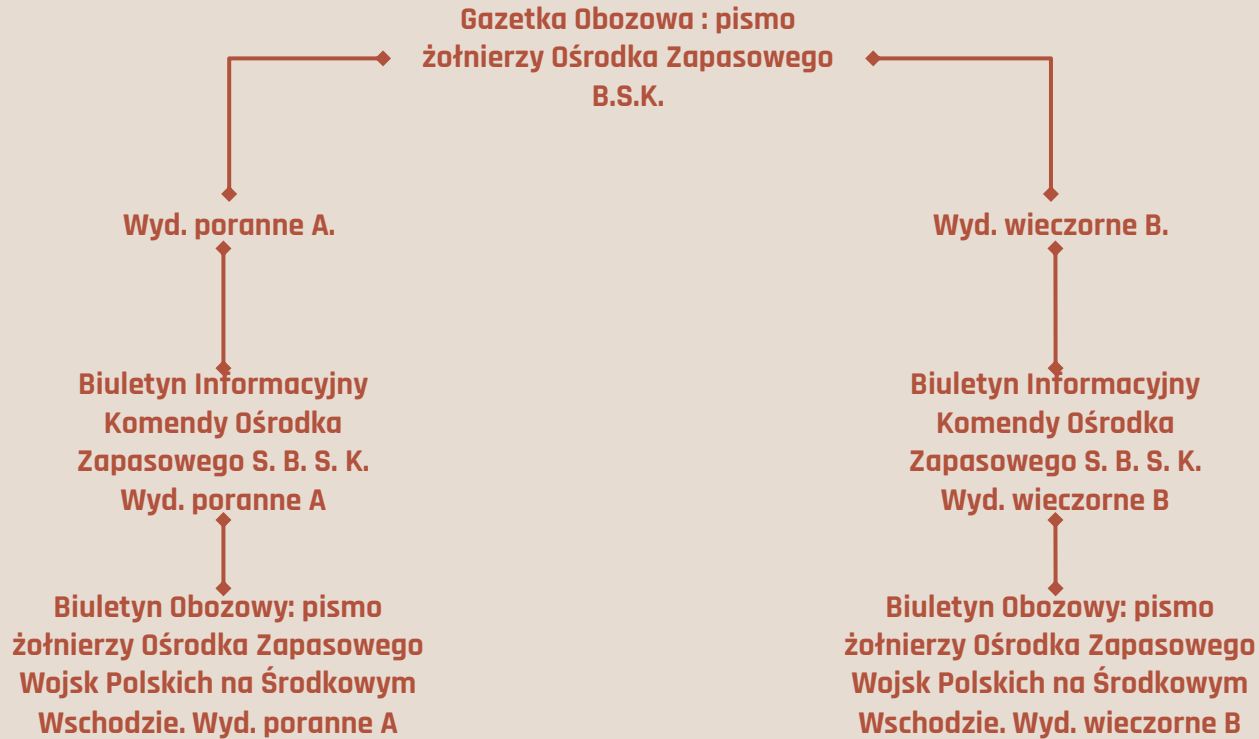 Gazetka Obozowa : pismo
żołnierzy Ośrodka Zapasowego
B.S.K.
Wyd. poranne A.
Wyd. wieczorne B.
Biuletyn Informacyjny
Komendy Ośrodka
Zapasowego S. B. S. K.
Wyd. poranne A
Biuletyn Informacyjny
Komendy Ośrodka
Zapasowego S. B. S. K.
Wyd. wieczorne B
Biuletyn Obozowy: pismo
żołnierzy Ośrodka Zapasowego
Wojsk Polskich na Środkowym
Wschodzie. Wyd. poranne A
Biuletyn Obozowy: pismo
żołnierzy Ośrodka Zapasowego
Wojsk Polskich na Środkowym
Wschodzie. Wyd. wieczorne B